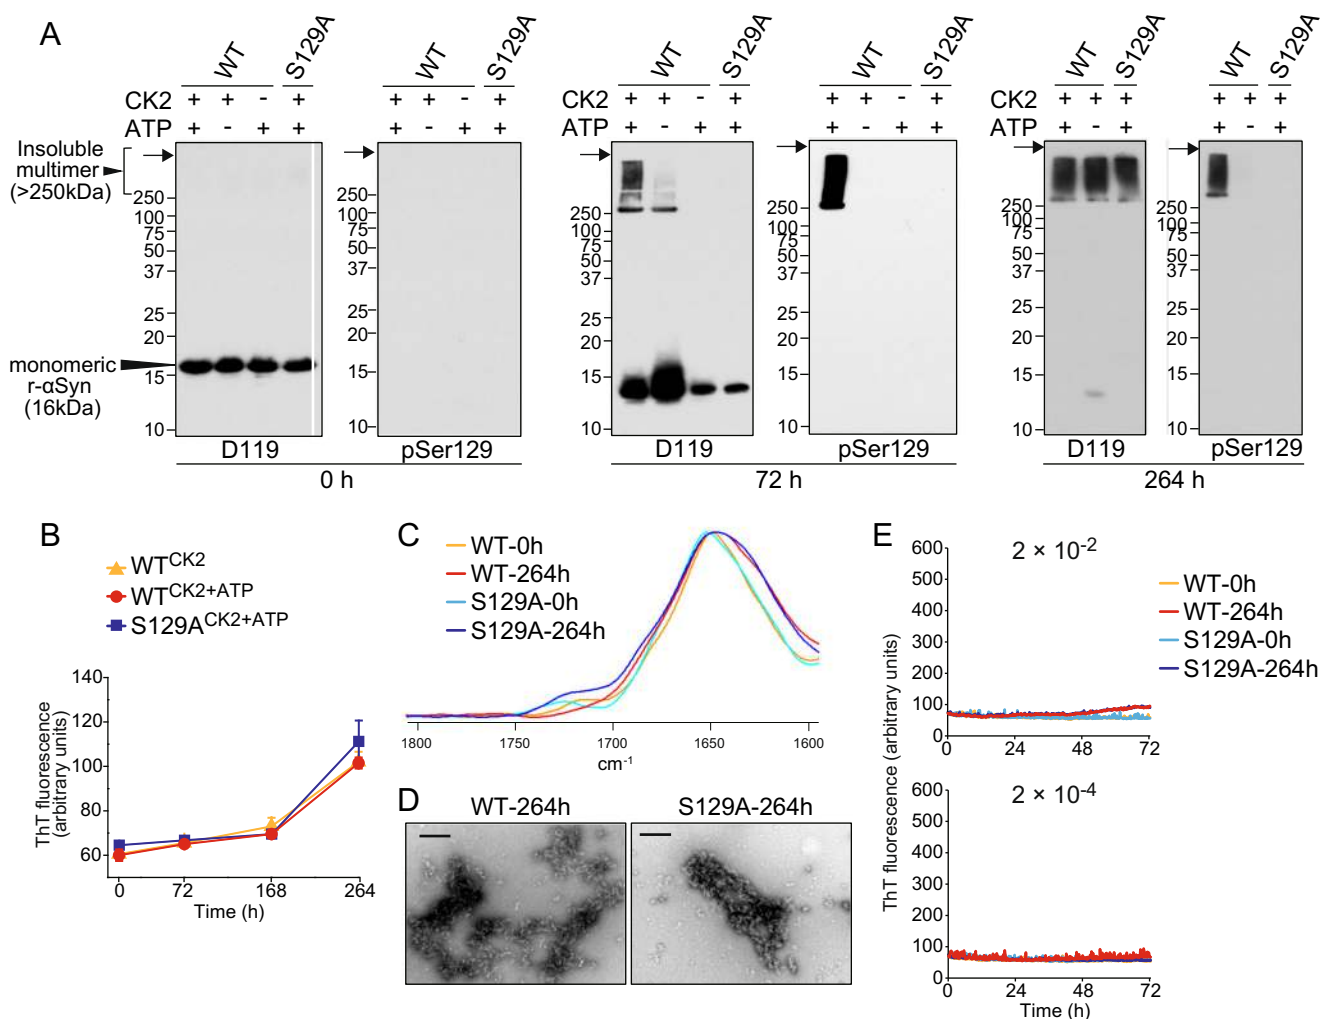 A
WT S129A WT S129A WT S129A WT S129A WT S129A WT S129A
CK2 + + - + + + - + CK2 + + - + + + - + CK2 + + + + + +
ATP + - + + + - + + ATP + - + + + - + + ATP + - + + - +
Insoluble
multimer
(>250kDa)
monomeric
r-αSyn
(16kDa)
250
100
75
50
37
25
20
15
10
250
100
75
50
37
25
20
15
10
250
100
75
50
37
25
20
15
10
250
100
75
50
37
25
20
15
10
250
100
75
50
37
25
20
15
10
250
100
75
50
37
25
20
15
10
D119 pSer129 D119 pSer129 D119 pSer129
0 h 72 h 264 h
B
WT^CK2
WT^CK2+ATP
S129A^CK2+ATP
ThT fluorescence
(arbitrary units)
140
120
100
80
60
0 72 168 264
Time (h)
C
WT-0h
WT-264h
S129A-0h
S129A-264h
1800 1750 1700 1650 1600
cm⁻¹
D
WT-264h S129A-264h
E
2 × 10⁻²
600
500
400
300
200
100
0
0 24 48 72
WT-0h
WT-264h
S129A-0h
S129A-264h
ThT fluorescence (arbitrary units)
2 × 10⁻⁴
600
500
400
300
200
100
0
0 24 48 72
Time (h)